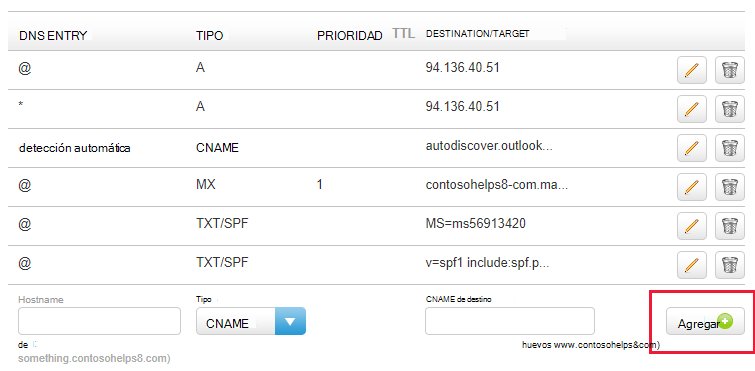 DNS ENTRY TIPO PRIORIDAD TTL DESTINATION/TARGET
@ A 94.136.40.51
* A 94.136.40.51
detección automática CNAME autodiscover.outlook...
@ MX 1 contosohelps8-com.ma...
@ TXT/SPF MS=ms56913420
@ TXT/SPF v=spf1 include:spf.p...
Hostname Tipo CNAME de destino
CNAME Agregar
de huevos www.contosohelps&com)
something.contosohelps8.com)